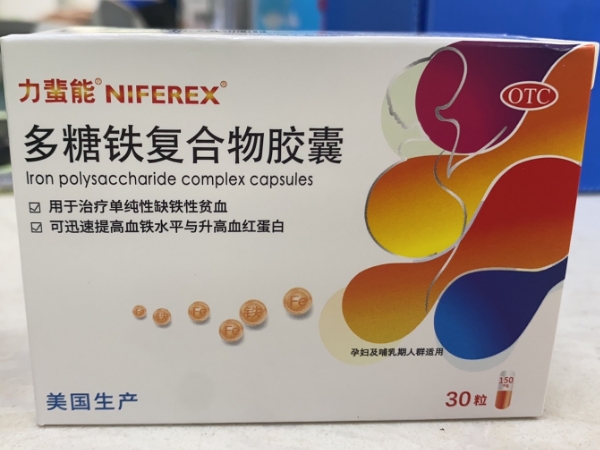 力蜚能® NIFEREX®
OTC
多糖铁复合物胶囊
Iron polysaccharide complex capsules
☑ 用于治疗单纯性缺铁性贫血
☑ 可迅速提高血铁水平与升高血红蛋白
孕妇及哺乳期人群适用
美国生产
30粒
150